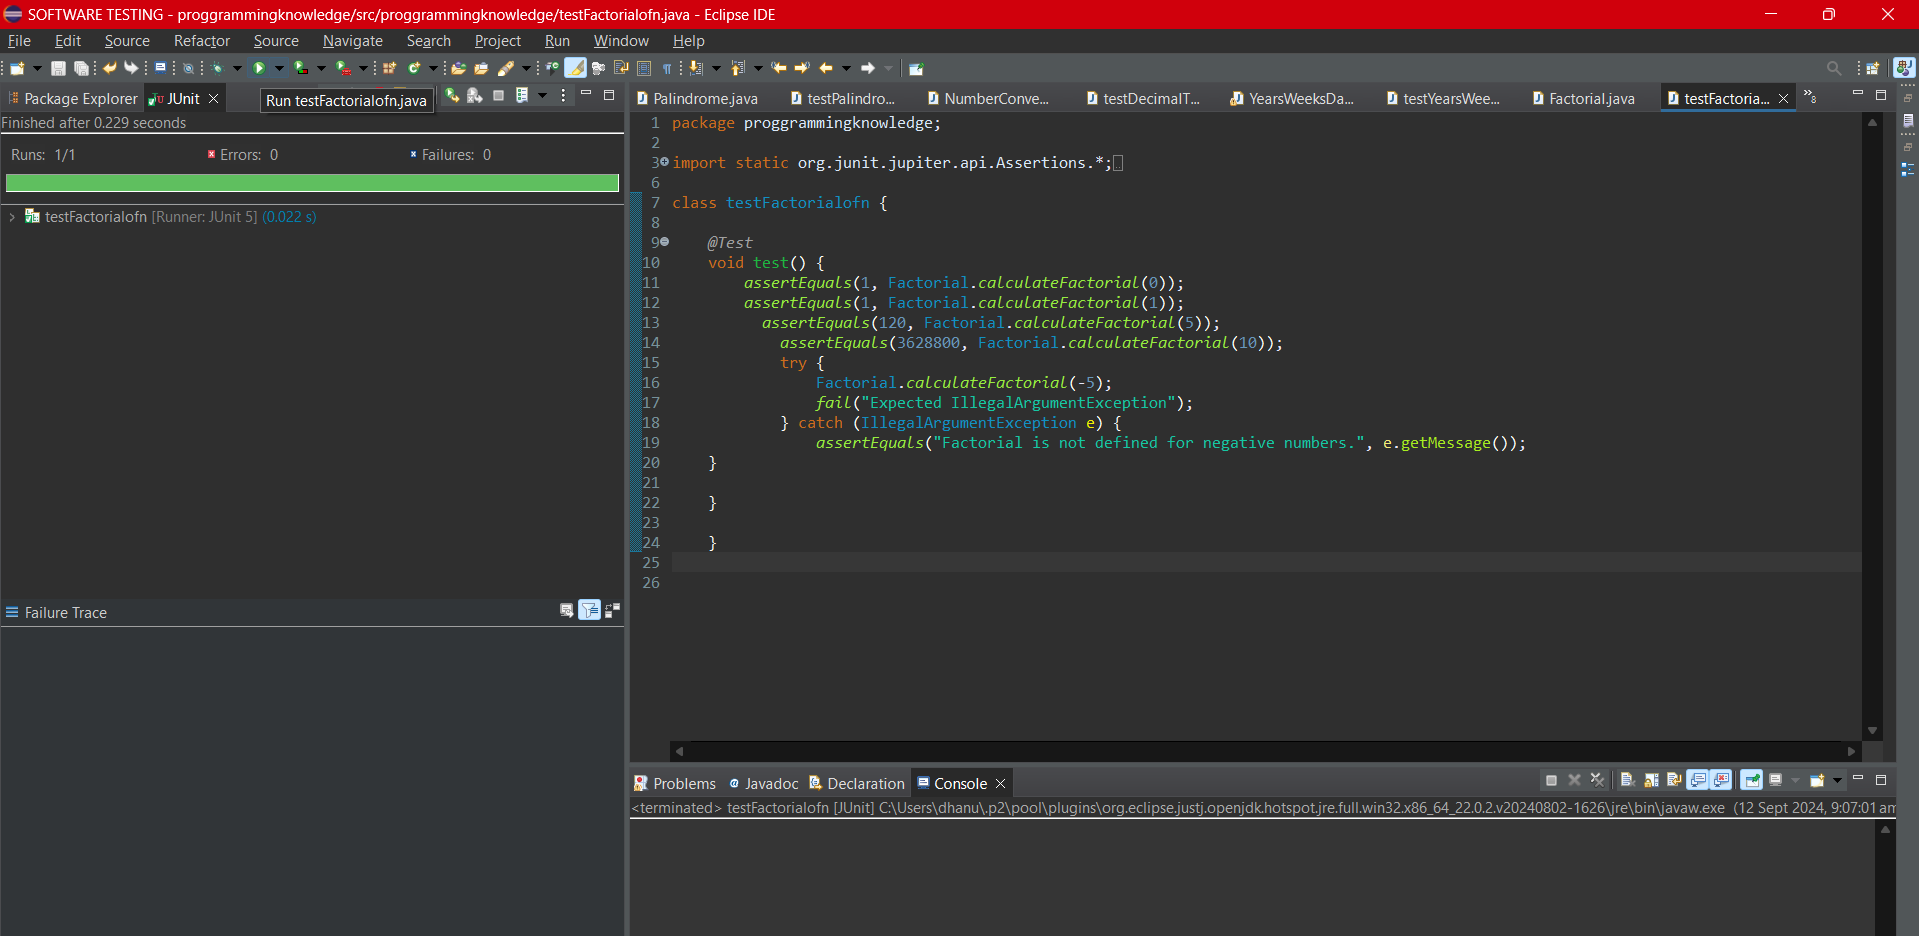 SOFTWARE TESTING - proggrammingknowledge/src/proggrammingknowledge/testFactorialofn.java - Eclipse IDE
File Edit Source Refactor Source Navigate Search Project Run Window Help
Package Explorer JUnit
Run testFactorialofn.java
Palindrome.java testPalindro... NumberConve... testDecimalT... YearsWeeksDa... testYearsWee... Factorial.java testFactoria... »8
Finished after 0.229 seconds
Runs: 1/1 Errors: 0 Failures: 0
testFactorialofn [Runner: JUnit 5] (0.022 s)
Failure Trace
1 package proggrammingknowledge;
2
3 import static org.junit.jupiter.api.Assertions.*;
6
7 class testFactorialofn {
8
9 @Test
10 void test() {
11 assertEquals(1, Factorial.calculateFactorial(0));
12 assertEquals(1, Factorial.calculateFactorial(1));
13 assertEquals(120, Factorial.calculateFactorial(5));
14 assertEquals(3628800, Factorial.calculateFactorial(10));
15 try {
16 Factorial.calculateFactorial(-5);
17 fail("Expected IllegalArgumentException");
18 } catch (IllegalArgumentException e) {
19 assertEquals("Factorial is not defined for negative numbers.", e.getMessage());
20 }
21
22 }
23
24 }
25
26
Problems @ Javadoc Declaration Console
<terminated> testFactorialofn [JUnit] C:\Users\dhanu\.p2\pool\plugins\org.eclipse.justj.openjdk.hotspot.jre.full.win32.x86_64_22.0.2.v20240802-1626\jre\bin\javaw.exe (12 Sept 2024, 9:07:01 am